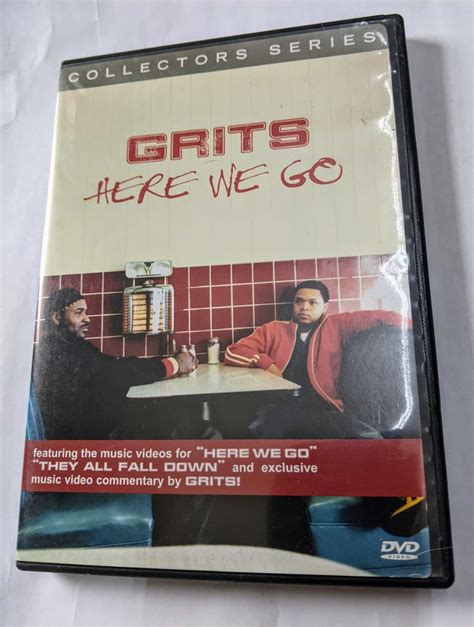 COLLECTORS SERIES
GRITS
HERE WE GO
featuring the music videos for "HERE WE GO"
"THEY ALL FALL DOWN" and exclusive
music video commentary by GRITS!
DVD
VIDEO